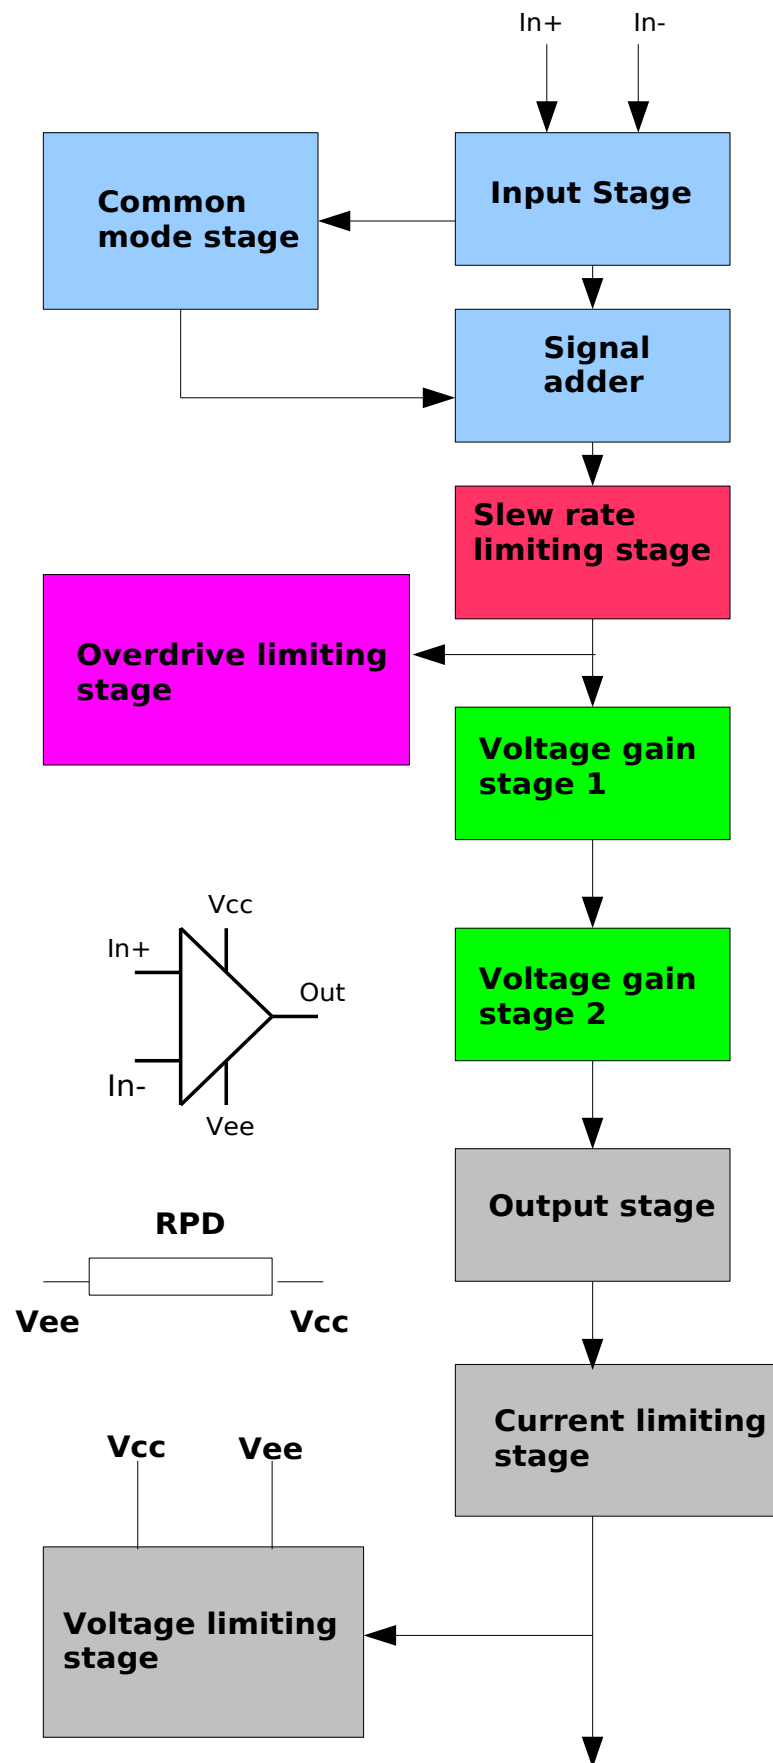 In+
In-
Input Stage
Common
mode stage
Signal
adder
Slew rate
limiting stage
Overdrive limiting
stage
Voltage gain
stage 1
Vcc
In+
Out
In-
Vee
Voltage gain
stage 2
Output stage
RPD
Vee
Vcc
Current limiting
stage
Vcc
Vee
Voltage limiting
stage